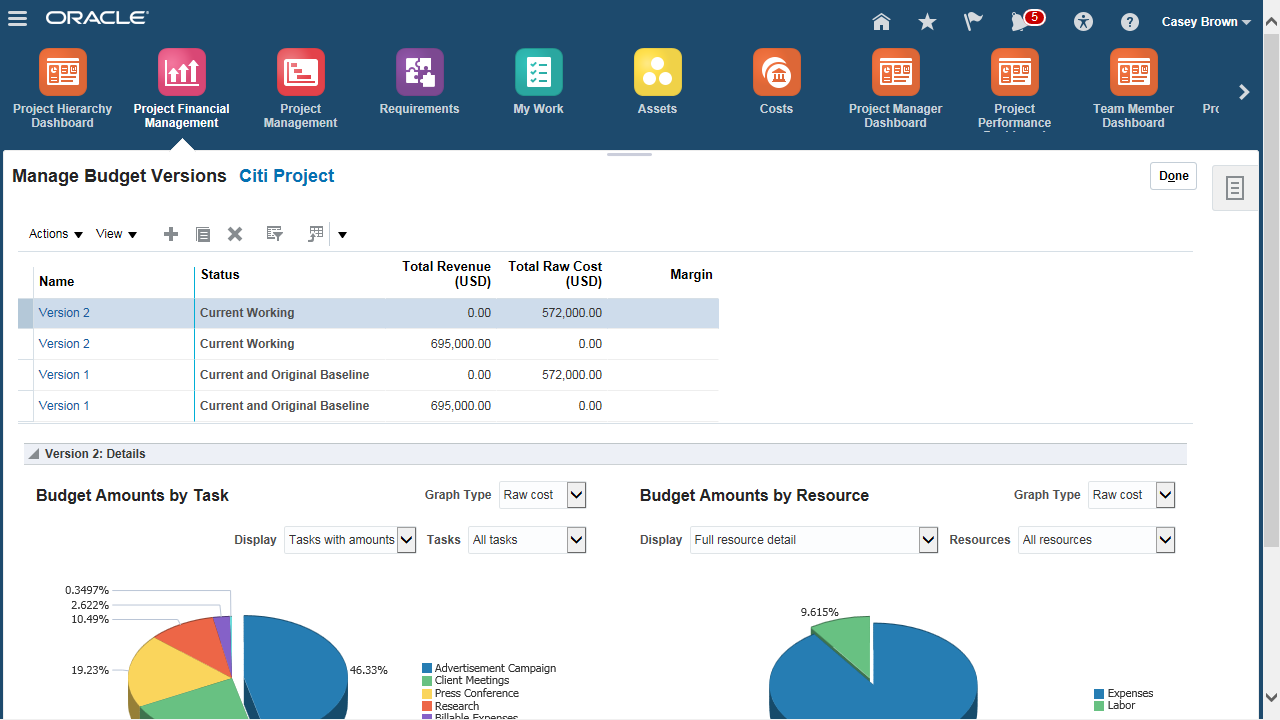 ORACLE
5
Casey Brown
Project Hierarchy Dashboard
Project Financial Management
Project Management
Requirements
My Work
Assets
Costs
Project Manager Dashboard
Project Performance
Team Member Dashboard
Manage Budget Versions Citi Project
Done
Actions View
Name Status Total Revenue (USD) Total Raw Cost (USD) Margin
Version 2 Current Working 0.00 572,000.00
Version 2 Current Working 695,000.00 0.00
Version 1 Current and Original Baseline 0.00 572,000.00
Version 1 Current and Original Baseline 695,000.00 0.00
Version 2: Details
Budget Amounts by Task Graph Type Raw cost
Display Tasks with amounts Tasks All tasks
0.3497%
2.622%
10.49%
19.23%
46.33%
Advertisement Campaign
Client Meetings
Press Conference
Research
Billable Expenses
Budget Amounts by Resource Graph Type Raw cost
Display Full resource detail Resources All resources
9.615%
Expenses
Labor